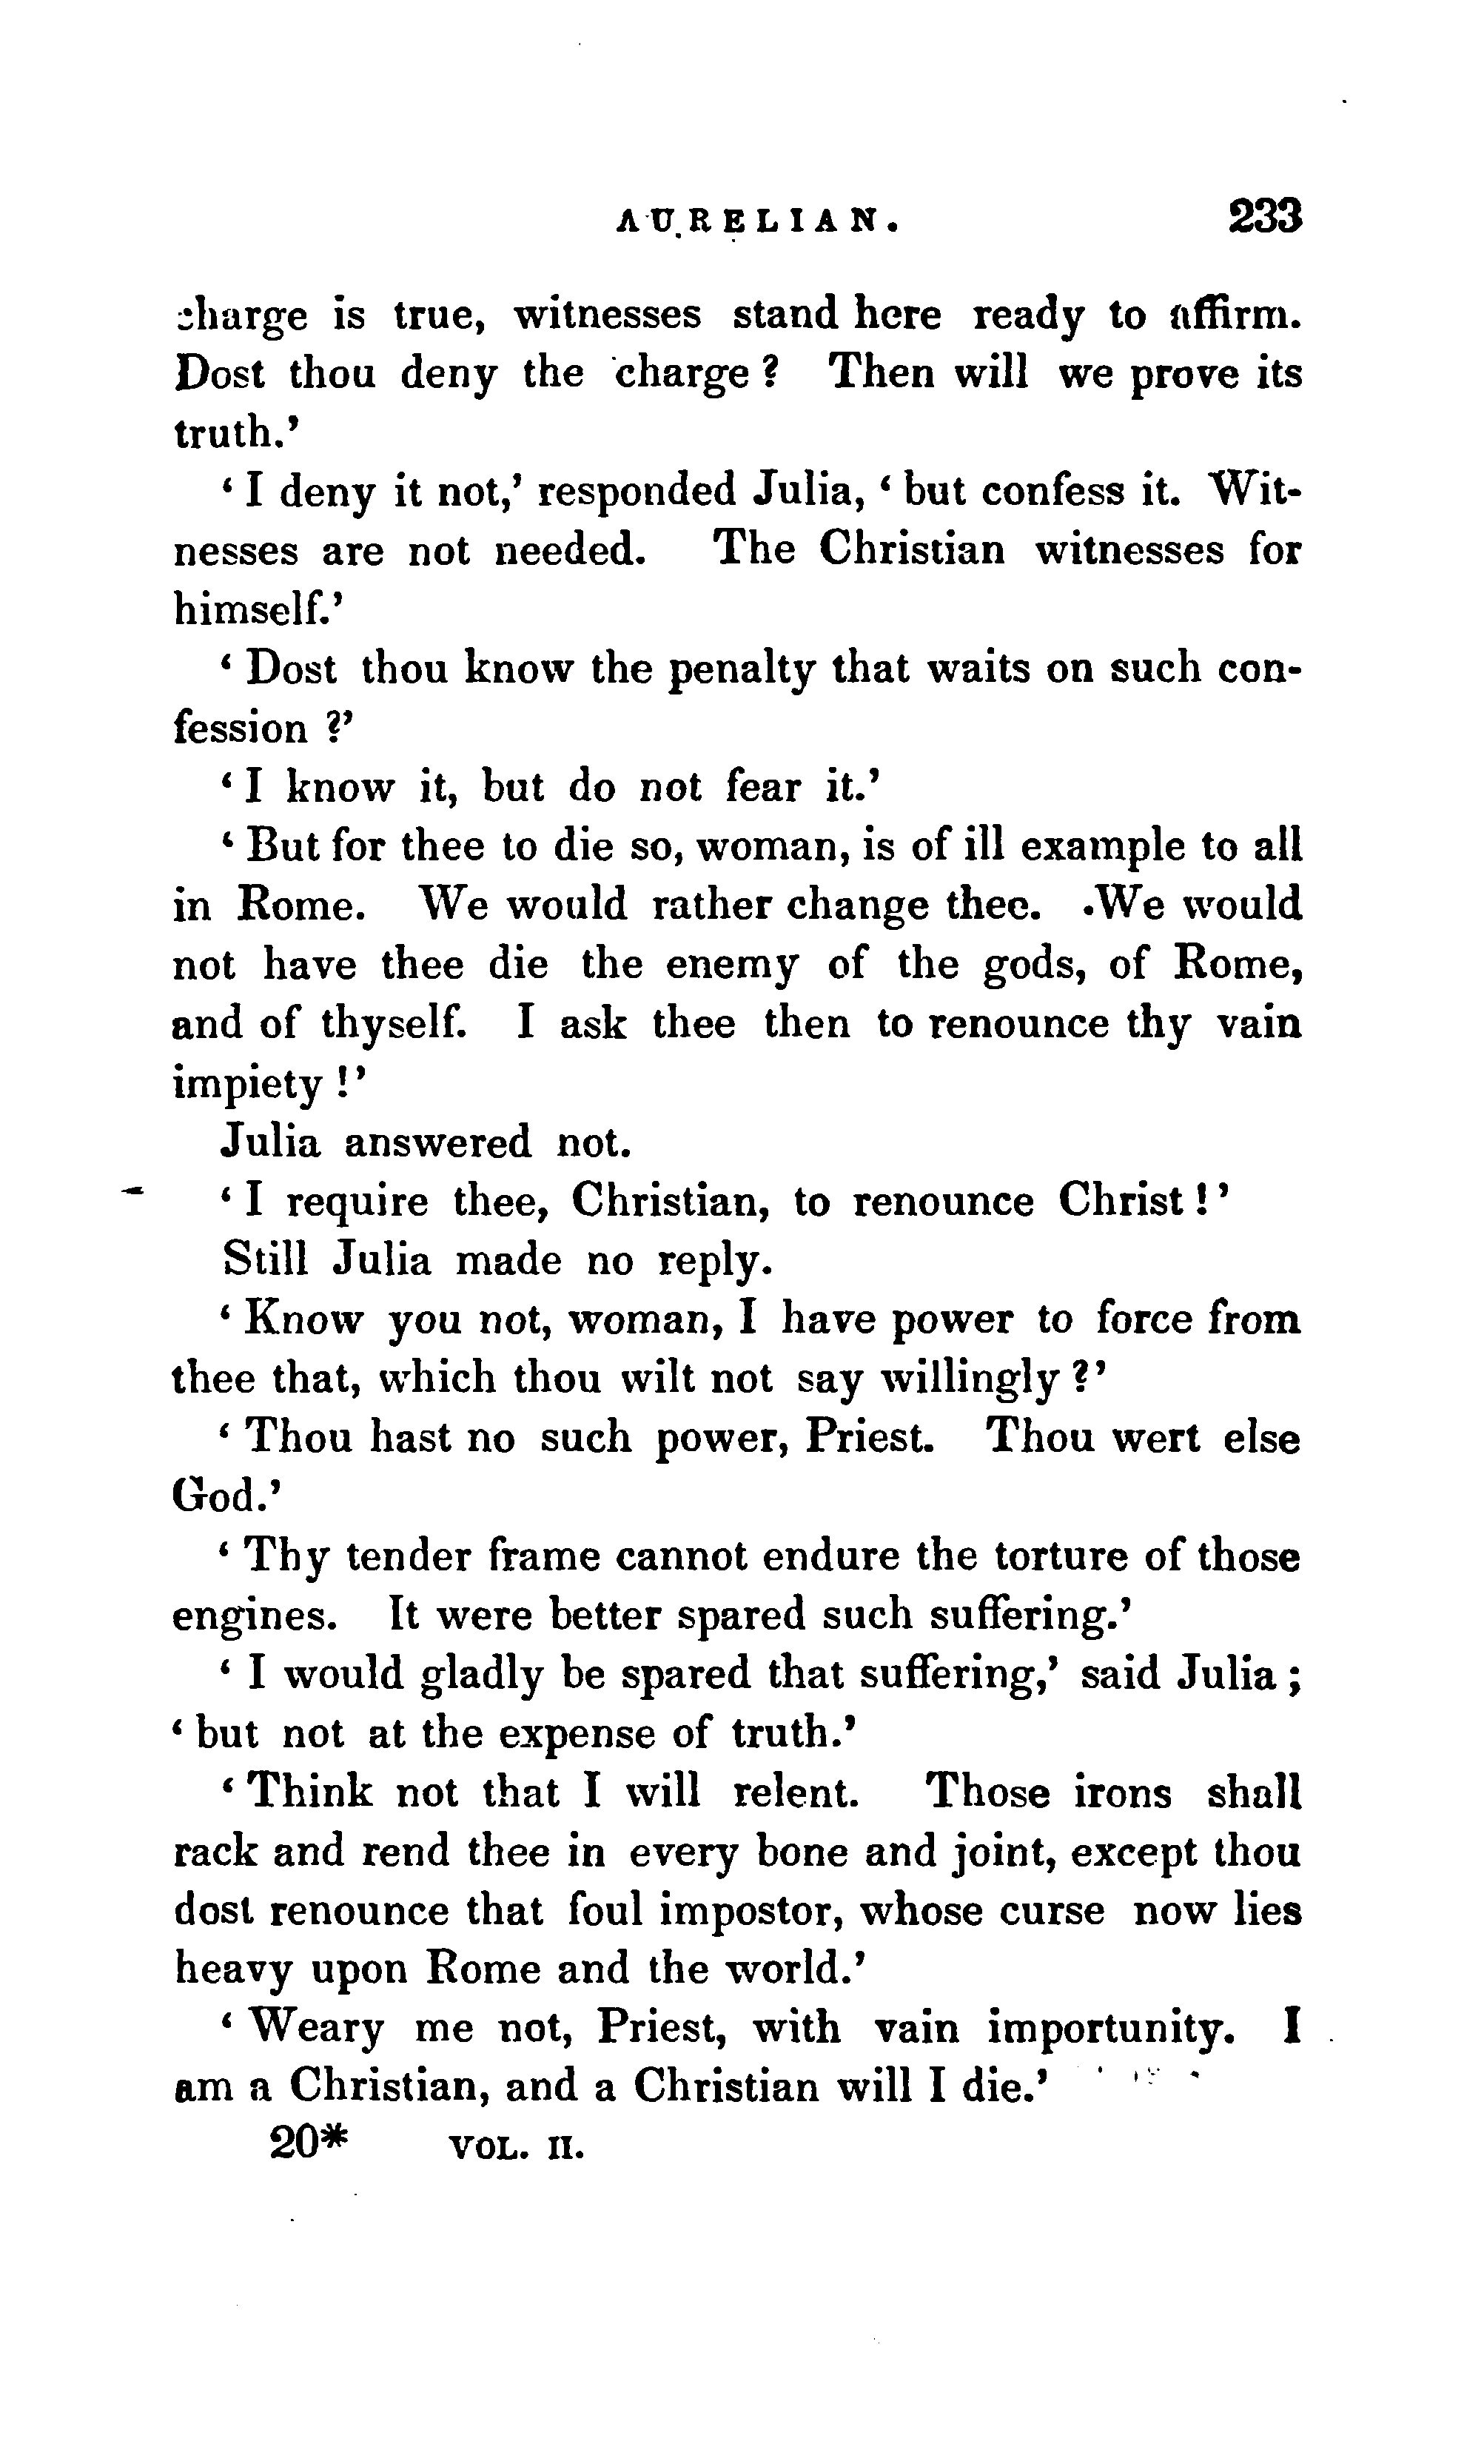 AURELIAN. 233
charge is true, witnesses stand here ready to affirm.
Dost thou deny the charge? Then will we prove its
truth.'
'I deny it not,' responded Julia, 'but confess it. Wit-
nesses are not needed. The Christian witnesses for
himself.'
'Dost thou know the penalty that waits on such con-
fession?'
'I know it, but do not fear it.'
'But for thee to die so, woman, is of ill example to all
in Rome. We would rather change thee. We would
not have thee die the enemy of the gods, of Rome,
and of thyself. I ask thee then to renounce thy vain
impiety!'
Julia answered not.
'I require thee, Christian, to renounce Christ!'
Still Julia made no reply.
'Know you not, woman, I have power to force from
thee that, which thou wilt not say willingly?'
'Thou hast no such power, Priest. Thou wert else
God.'
'Thy tender frame cannot endure the torture of those
engines. It were better spared such suffering.'
'I would gladly be spared that suffering,' said Julia;
'but not at the expense of truth.'
'Think not that I will relent. Those irons shall
rack and rend thee in every bone and joint, except thou
dost renounce that foul impostor, whose curse now lies
heavy upon Rome and the world.'
'Weary me not, Priest, with vain importunity. I
am a Christian, and a Christian will I die.'
20* VOL. II.